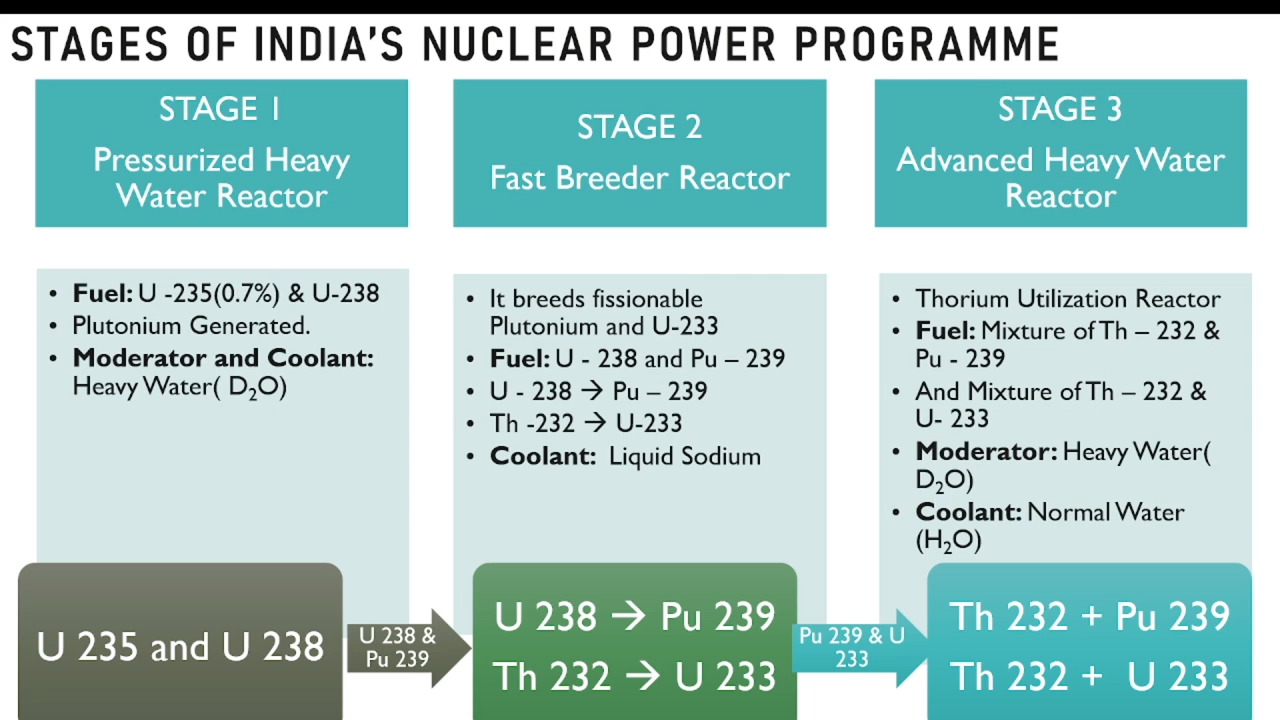 STAGES OF INDIA'S NUCLEAR POWER PROGRAMME
STAGE 1
Pressurized Heavy
Water Reactor
• Fuel: U -235(0.7%) & U-238
• Plutonium Generated.
• Moderator and Coolant:
Heavy Water( D₂O)
STAGE 2
Fast Breeder Reactor
• It breeds fissionable
Plutonium and U-233
• Fuel: U - 238 and Pu – 239
• U - 238 → Pu – 239
• Th -232 → U-233
• Coolant: Liquid Sodium
STAGE 3
Advanced Heavy Water
Reactor
• Thorium Utilization Reactor
• Fuel: Mixture of Th – 232 &
Pu - 239
• And Mixture of Th – 232 &
U- 233
• Moderator: Heavy Water(
D₂O)
• Coolant: Normal Water
(H₂O)
U 235 and U 238
U 238 &
Pu 239
U 238 → Pu 239
Th 232 → U 233
Pu 239 & U
233
Th 232 + Pu 239
Th 232 + U 233